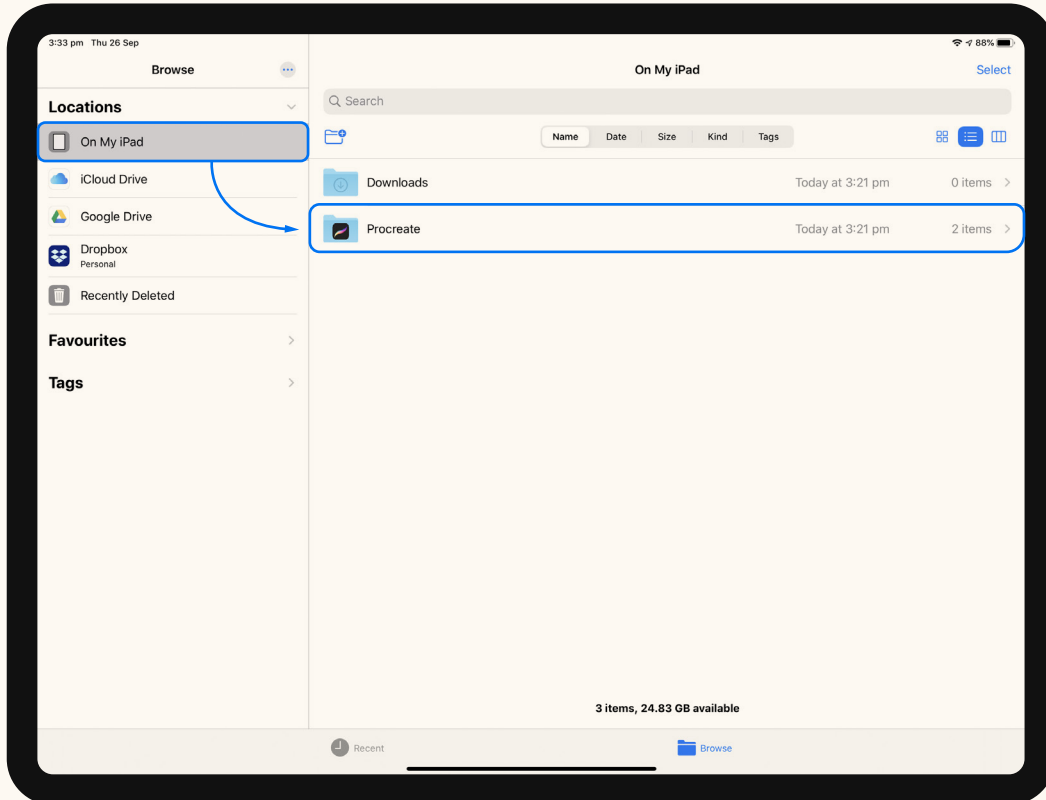 3:33 pm Thu 26 Sep
88%
Browse
On My iPad
Select
Locations
Search
On My iPad
Name Date Size Kind Tags
iCloud Drive
Downloads Today at 3:21 pm 0 items
Google Drive
Procreate Today at 3:21 pm 2 items
Dropbox
Personal
Recently Deleted
Favourites
Tags
3 items, 24.83 GB available
Recent
Browse